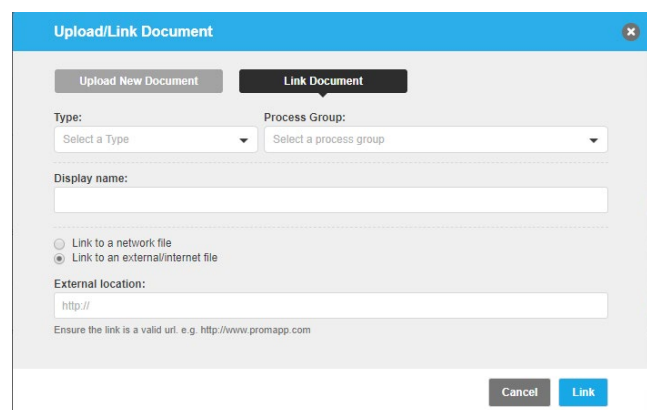 Upload/Link Document
Upload New Document Link Document
Type: Process Group:
Select a Type Select a process group
Display name:
Link to a network file
Link to an external/internet file
External location:
http://
Ensure the link is a valid url. e.g. http://www.promapp.com
Cancel Link